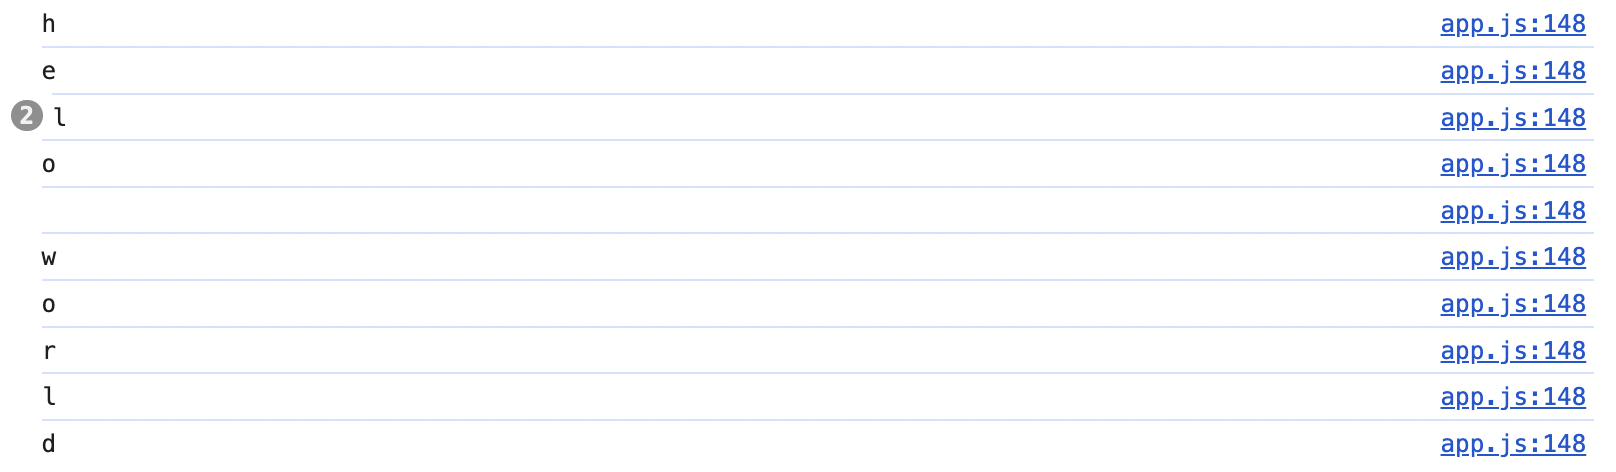 h app.js:148
e app.js:148
2 l app.js:148
o app.js:148
app.js:148
w app.js:148
o app.js:148
r app.js:148
l app.js:148
d app.js:148